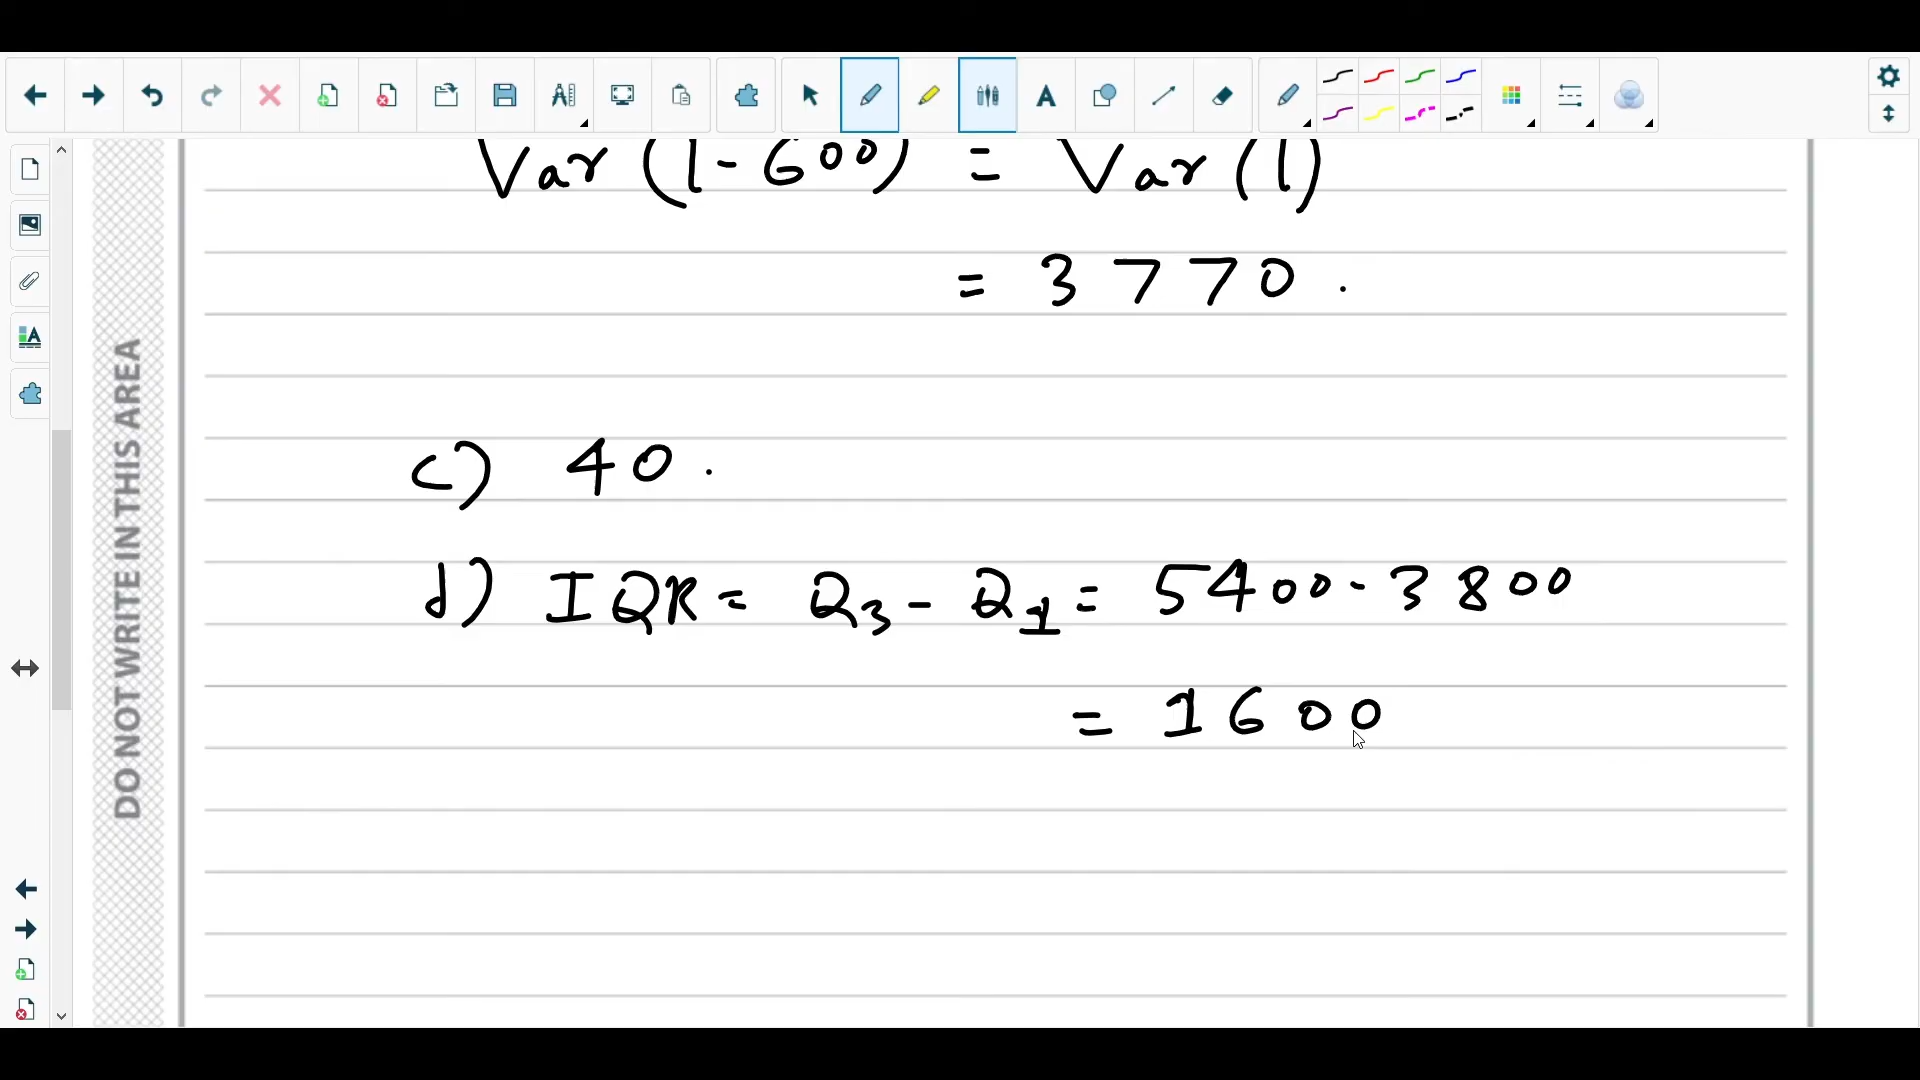 Var (l - 600) = Var (l)
= 3770.
c) 40.
d) IQR = Q3 - Q1 = 5400 - 3800
= 1600
DO NOT WRITE IN THIS AREA